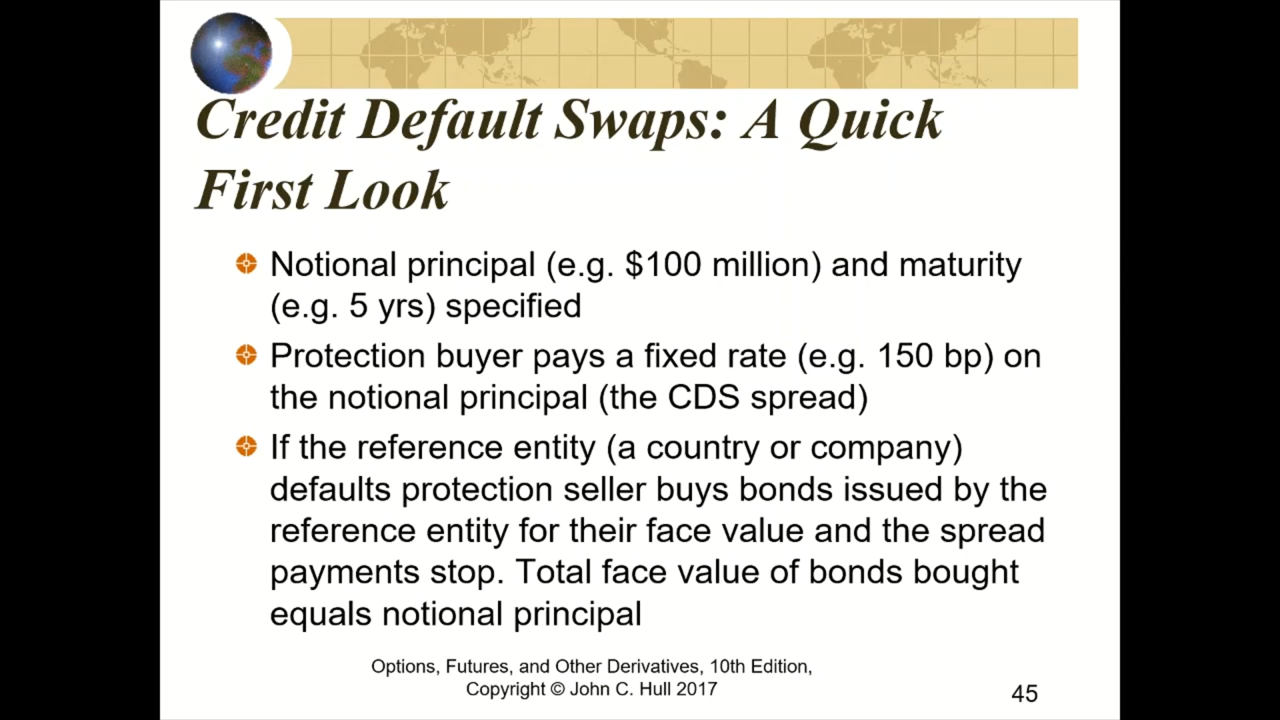 Credit Default Swaps: A Quick
First Look
Notional principal (e.g. $100 million) and maturity
(e.g. 5 yrs) specified
Protection buyer pays a fixed rate (e.g. 150 bp) on
the notional principal (the CDS spread)
If the reference entity (a country or company)
defaults protection seller buys bonds issued by the
reference entity for their face value and the spread
payments stop. Total face value of bonds bought
equals notional principal
Options, Futures, and Other Derivatives, 10th Edition,
Copyright © John C. Hull 2017
45